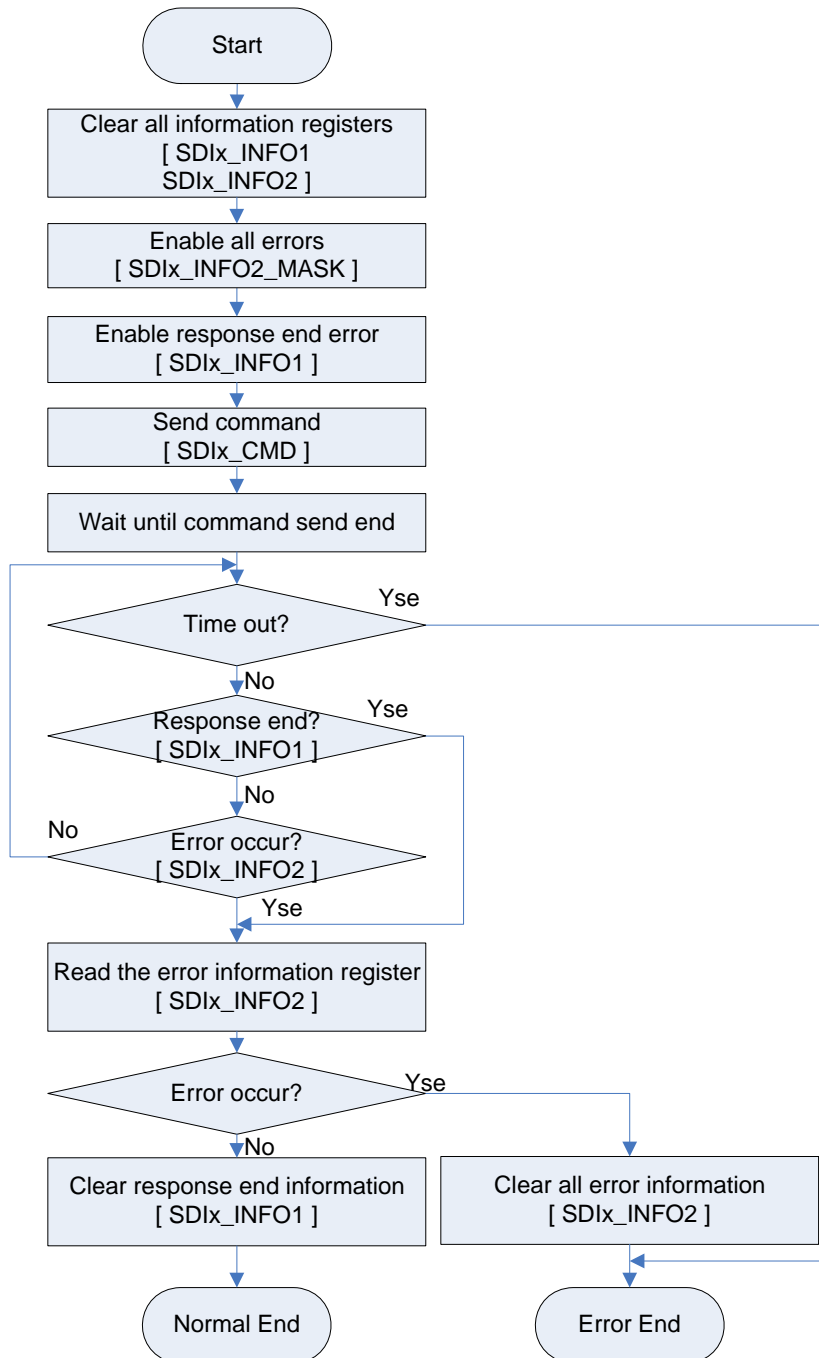 Start
Clear all information registers
[ SDIx_INFO1
SDIx_INFO2 ]
Enable all errors
[ SDIx_INFO2_MASK ]
Enable response end error
[ SDIx_INFO1 ]
Send command
[ SDIx_CMD ]
Wait until command send end
Time out?
Yse
No
Response end?
[ SDIx_INFO1 ]
Yse
No
Error occur?
[ SDIx_INFO2 ]
No
Yse
Read the error information register
[ SDIx_INFO2 ]
Error occur?
Yse
No
Clear response end information
[ SDIx_INFO1 ]
Clear all error information
[ SDIx_INFO2 ]
Normal End
Error End